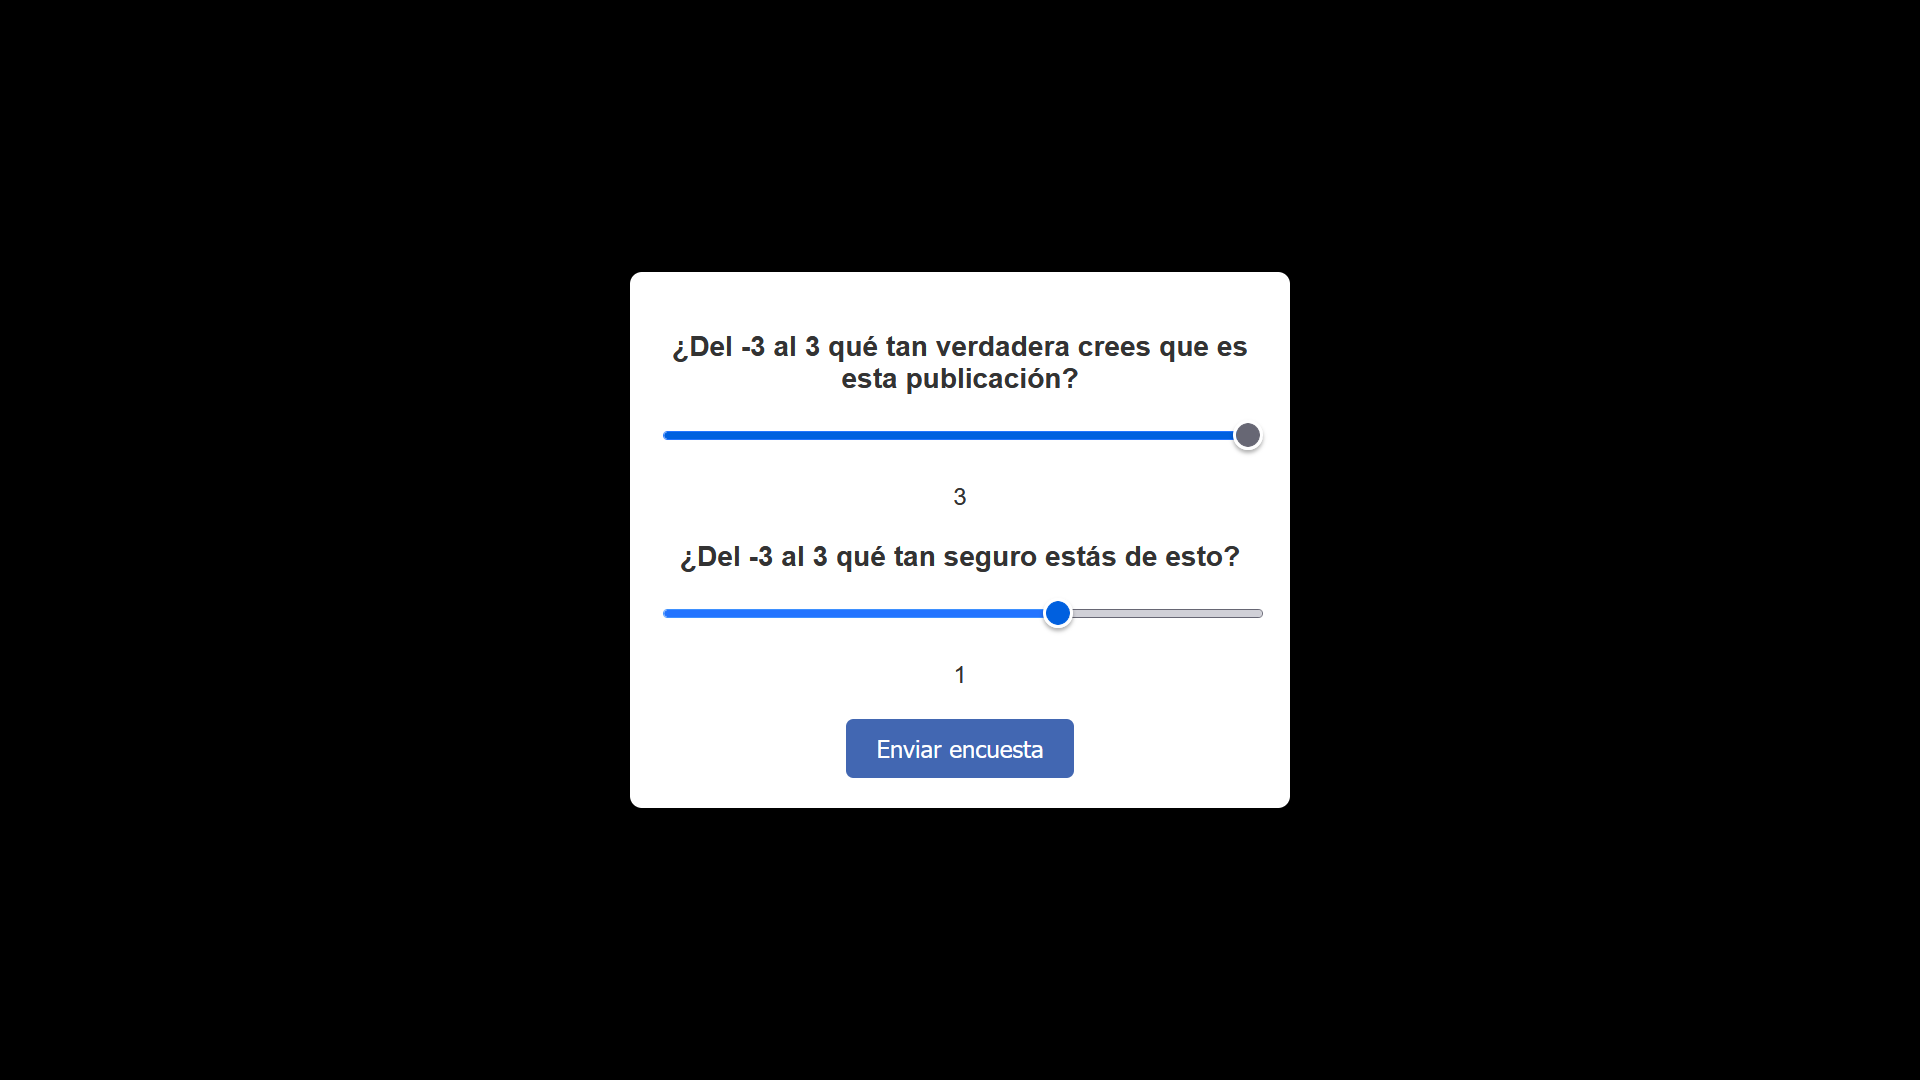 ¿Del -3 al 3 qué tan verdadera crees que es
esta publicación?
3
¿Del -3 al 3 qué tan seguro estás de esto?
1
Enviar encuesta